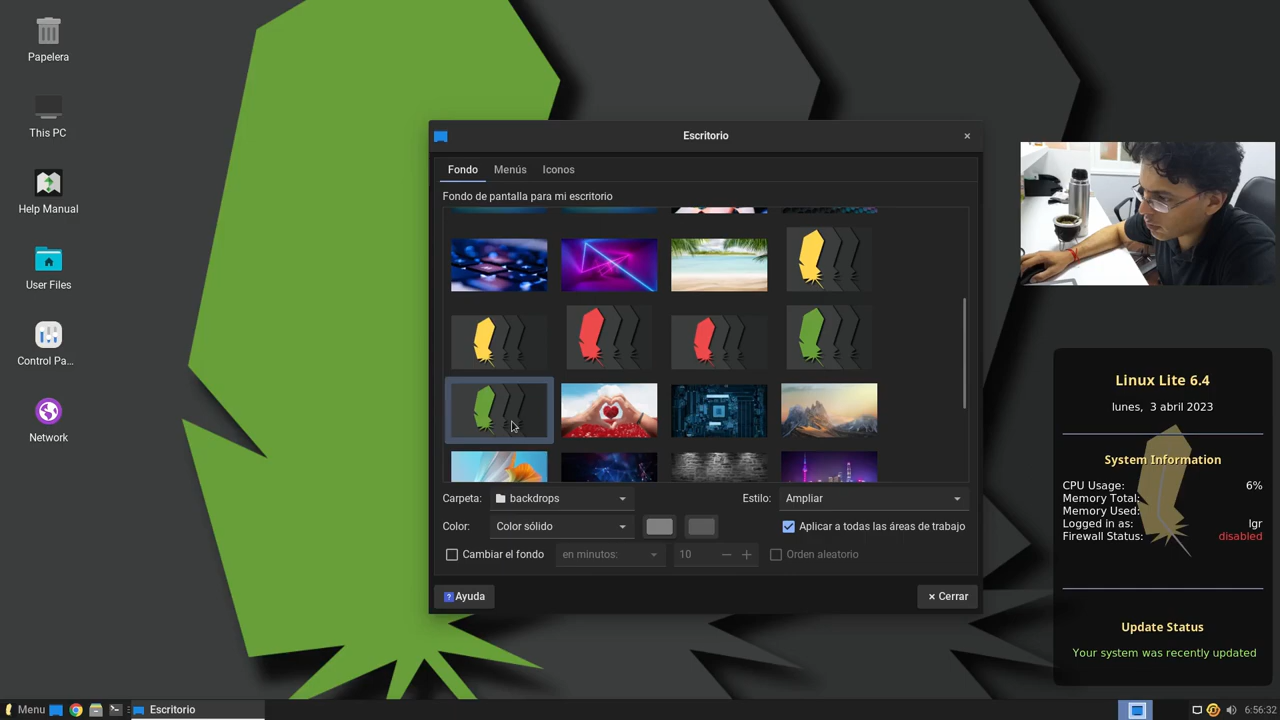 Papelera
This PC
Help Manual
User Files
Control Pa...
Network
Escritorio
Fondo
Menús
Iconos
Fondo de pantalla para mi escritorio
Carpeta:
backdrops
Estilo:
Ampliar
Color:
Color sólido
Aplicar a todas las áreas de trabajo
Cambiar el fondo
en minutos:
10
Orden aleatorio
Ayuda
Cerrar
Linux Lite 6.4
lunes, 3 abril 2023
System Information
CPU Usage: 6%
Memory Total:
Memory Used:
Logged in as: lgr
Firewall Status: disabled
Update Status
Your system was recently updated
Menu
Escritorio
6:56:32